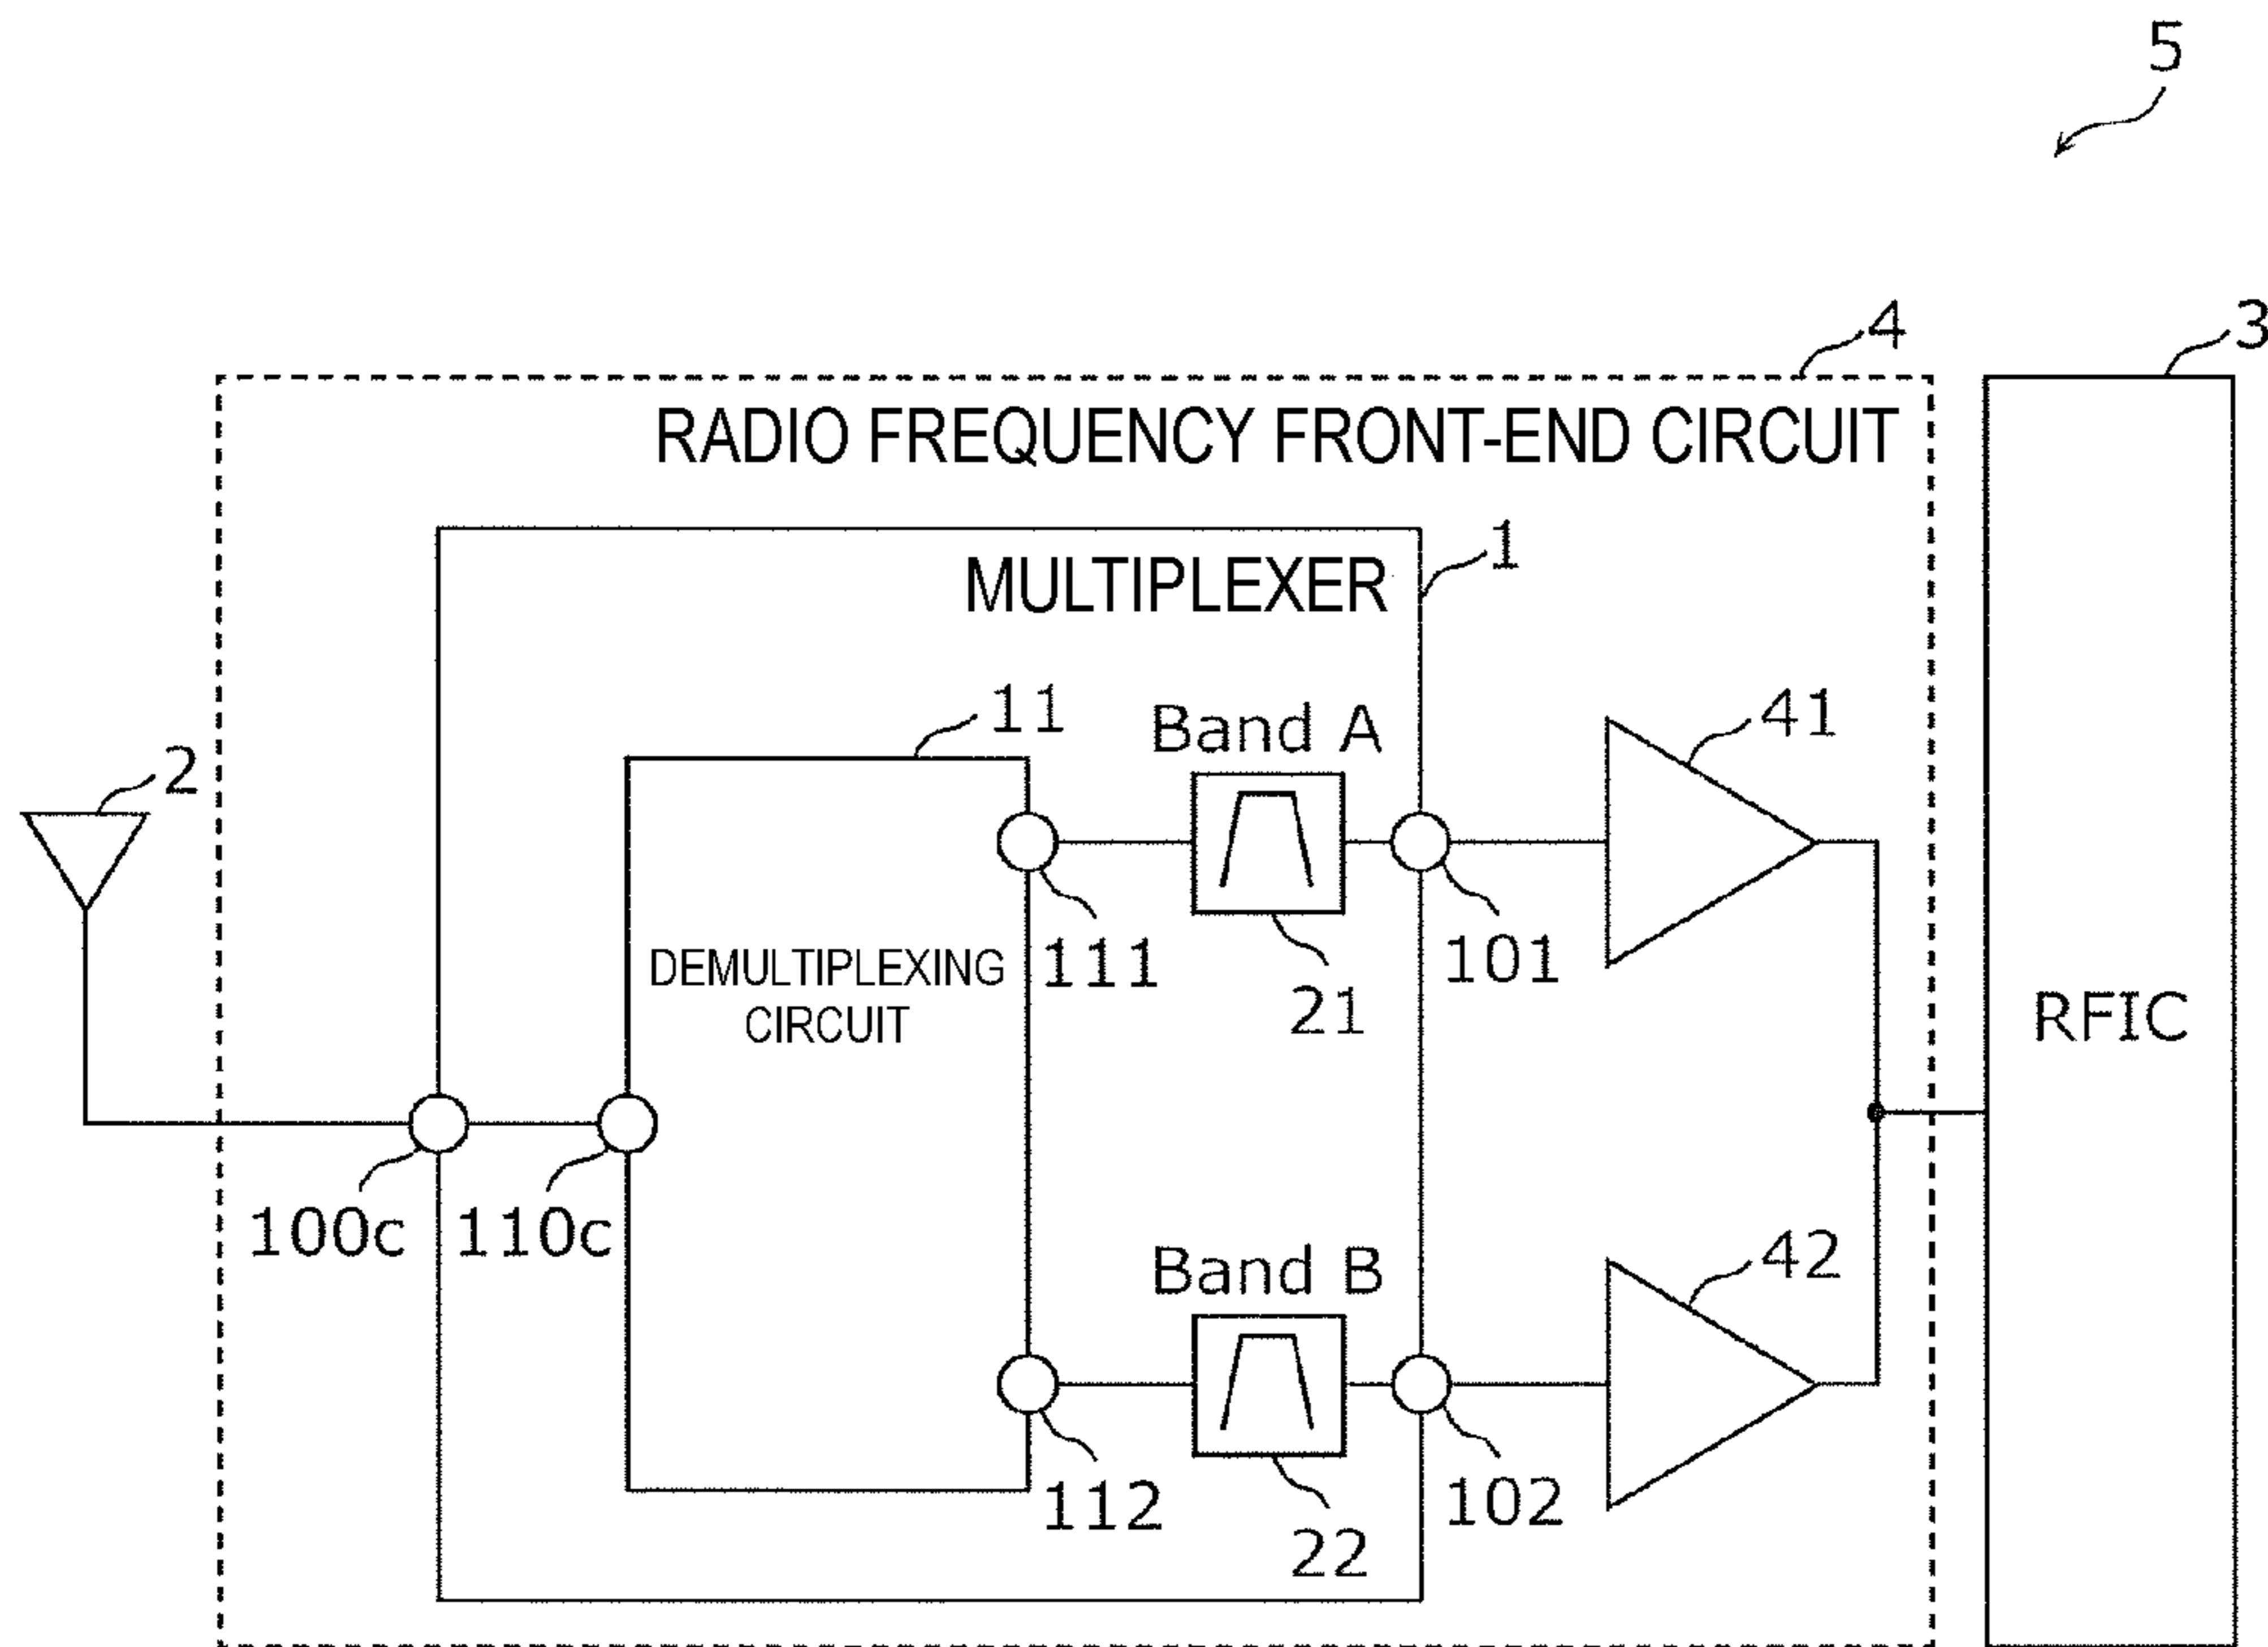 5
4
3
RADIO FREQUENCY FRONT-END CIRCUIT
1
MULTIPLEXER
11
Band A
41
2
111
101
DEMULTIPLEXING
CIRCUIT
21
RFIC
100c
110c
Band B
42
112
102
22